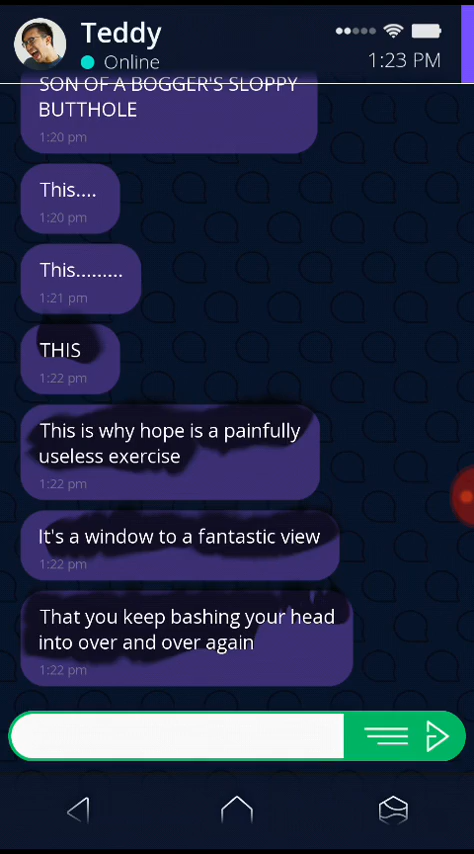 Teddy
Online
1:23 PM
SON OF A BOGGER'S SLOPPY
BUTTHOLE
1:20 pm
This....
1:20 pm
This.........
1:21 pm
THIS
1:22 pm
This is why hope is a painfully
useless exercise
1:22 pm
It's a window to a fantastic view
1:22 pm
That you keep bashing your head
into over and over again
1:22 pm